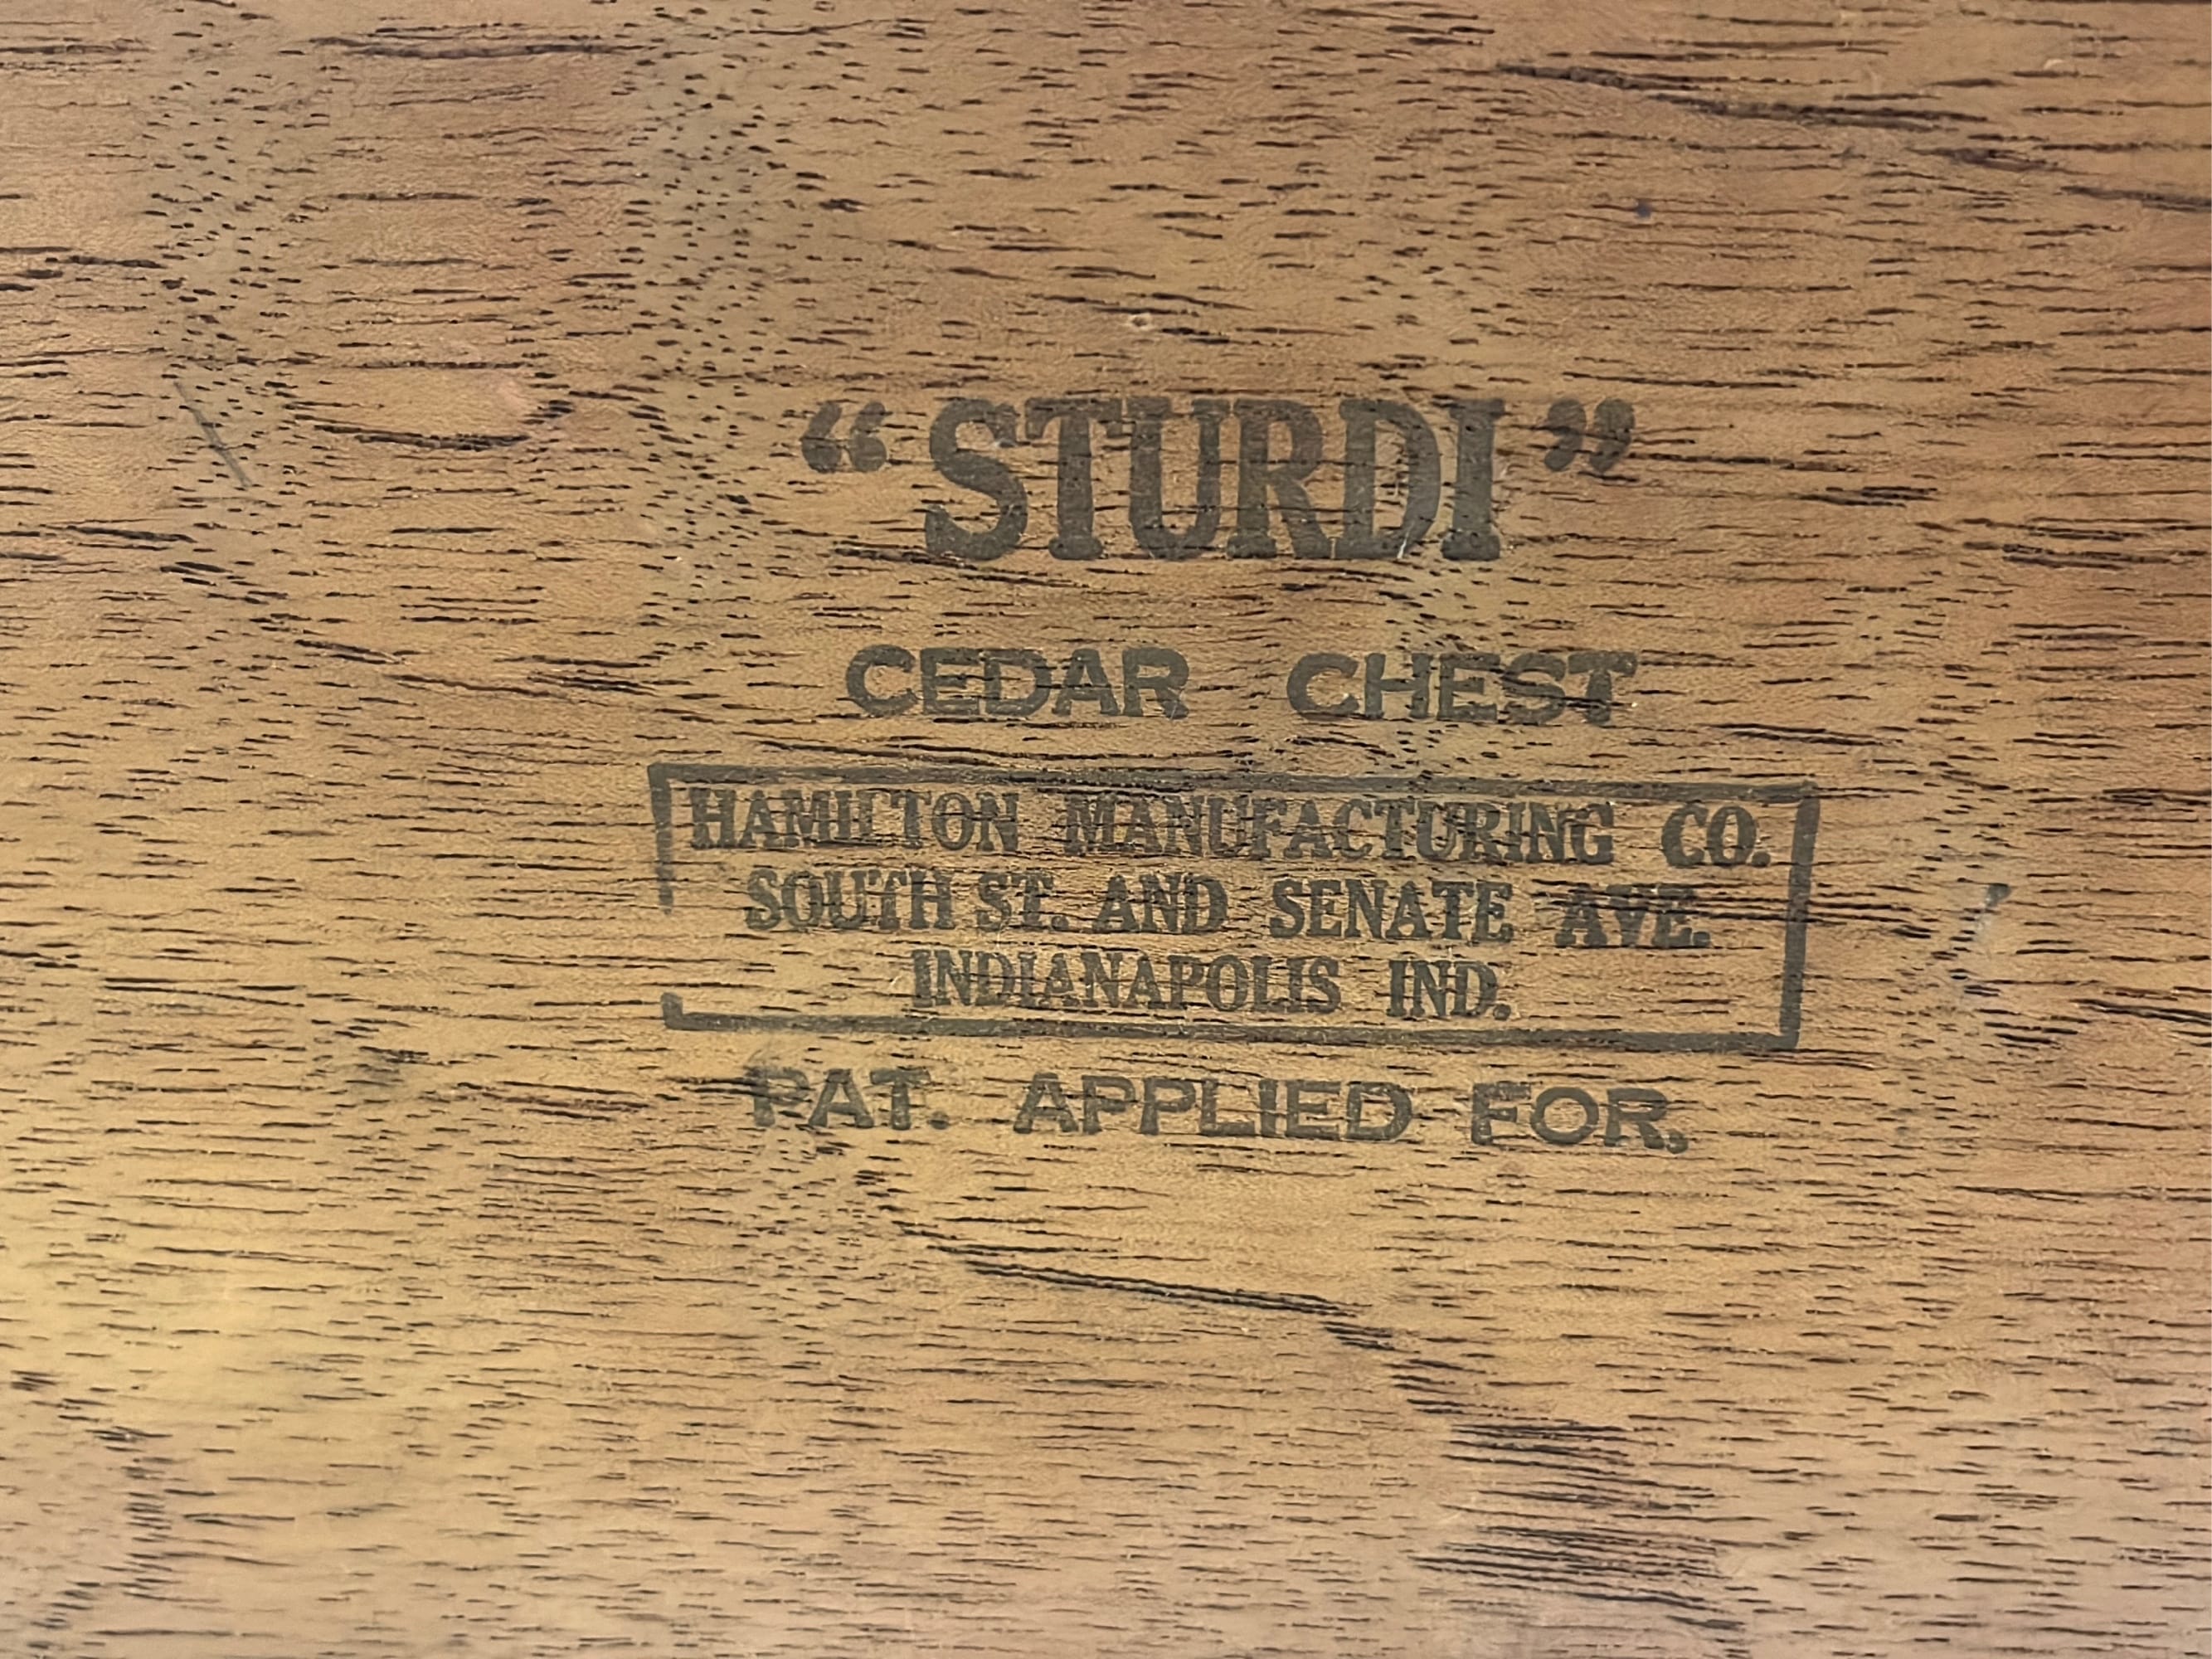 “STURDI”
CEDAR CHEST
HAMILTON MANUFACTURING CO.
SOUTH ST. AND SENATE AVE.
INDIANAPOLIS IND.
PAT. APPLIED FOR,